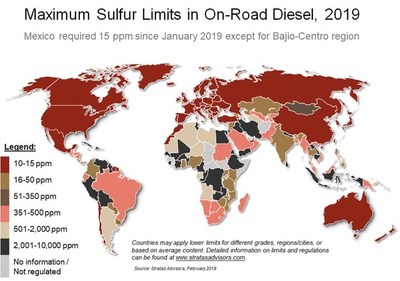 Maximum Sulfur Limits in On-Road Diesel, 2019
Mexico required 15 ppm since January 2019 except for Bajio-Centro region
Legend:
10-15 ppm
16-50 ppm
51-350 ppm
351-500 ppm
501-2,000 ppm
2,001-10,000 ppm
No information /
Not regulated
Countries may apply lower limits for different grades, regions/cities, or
based on average content. Detailed information on limits and regulations
can be found at www.stratasadvisors.com.
Source: Stratas Advisors, February 2019